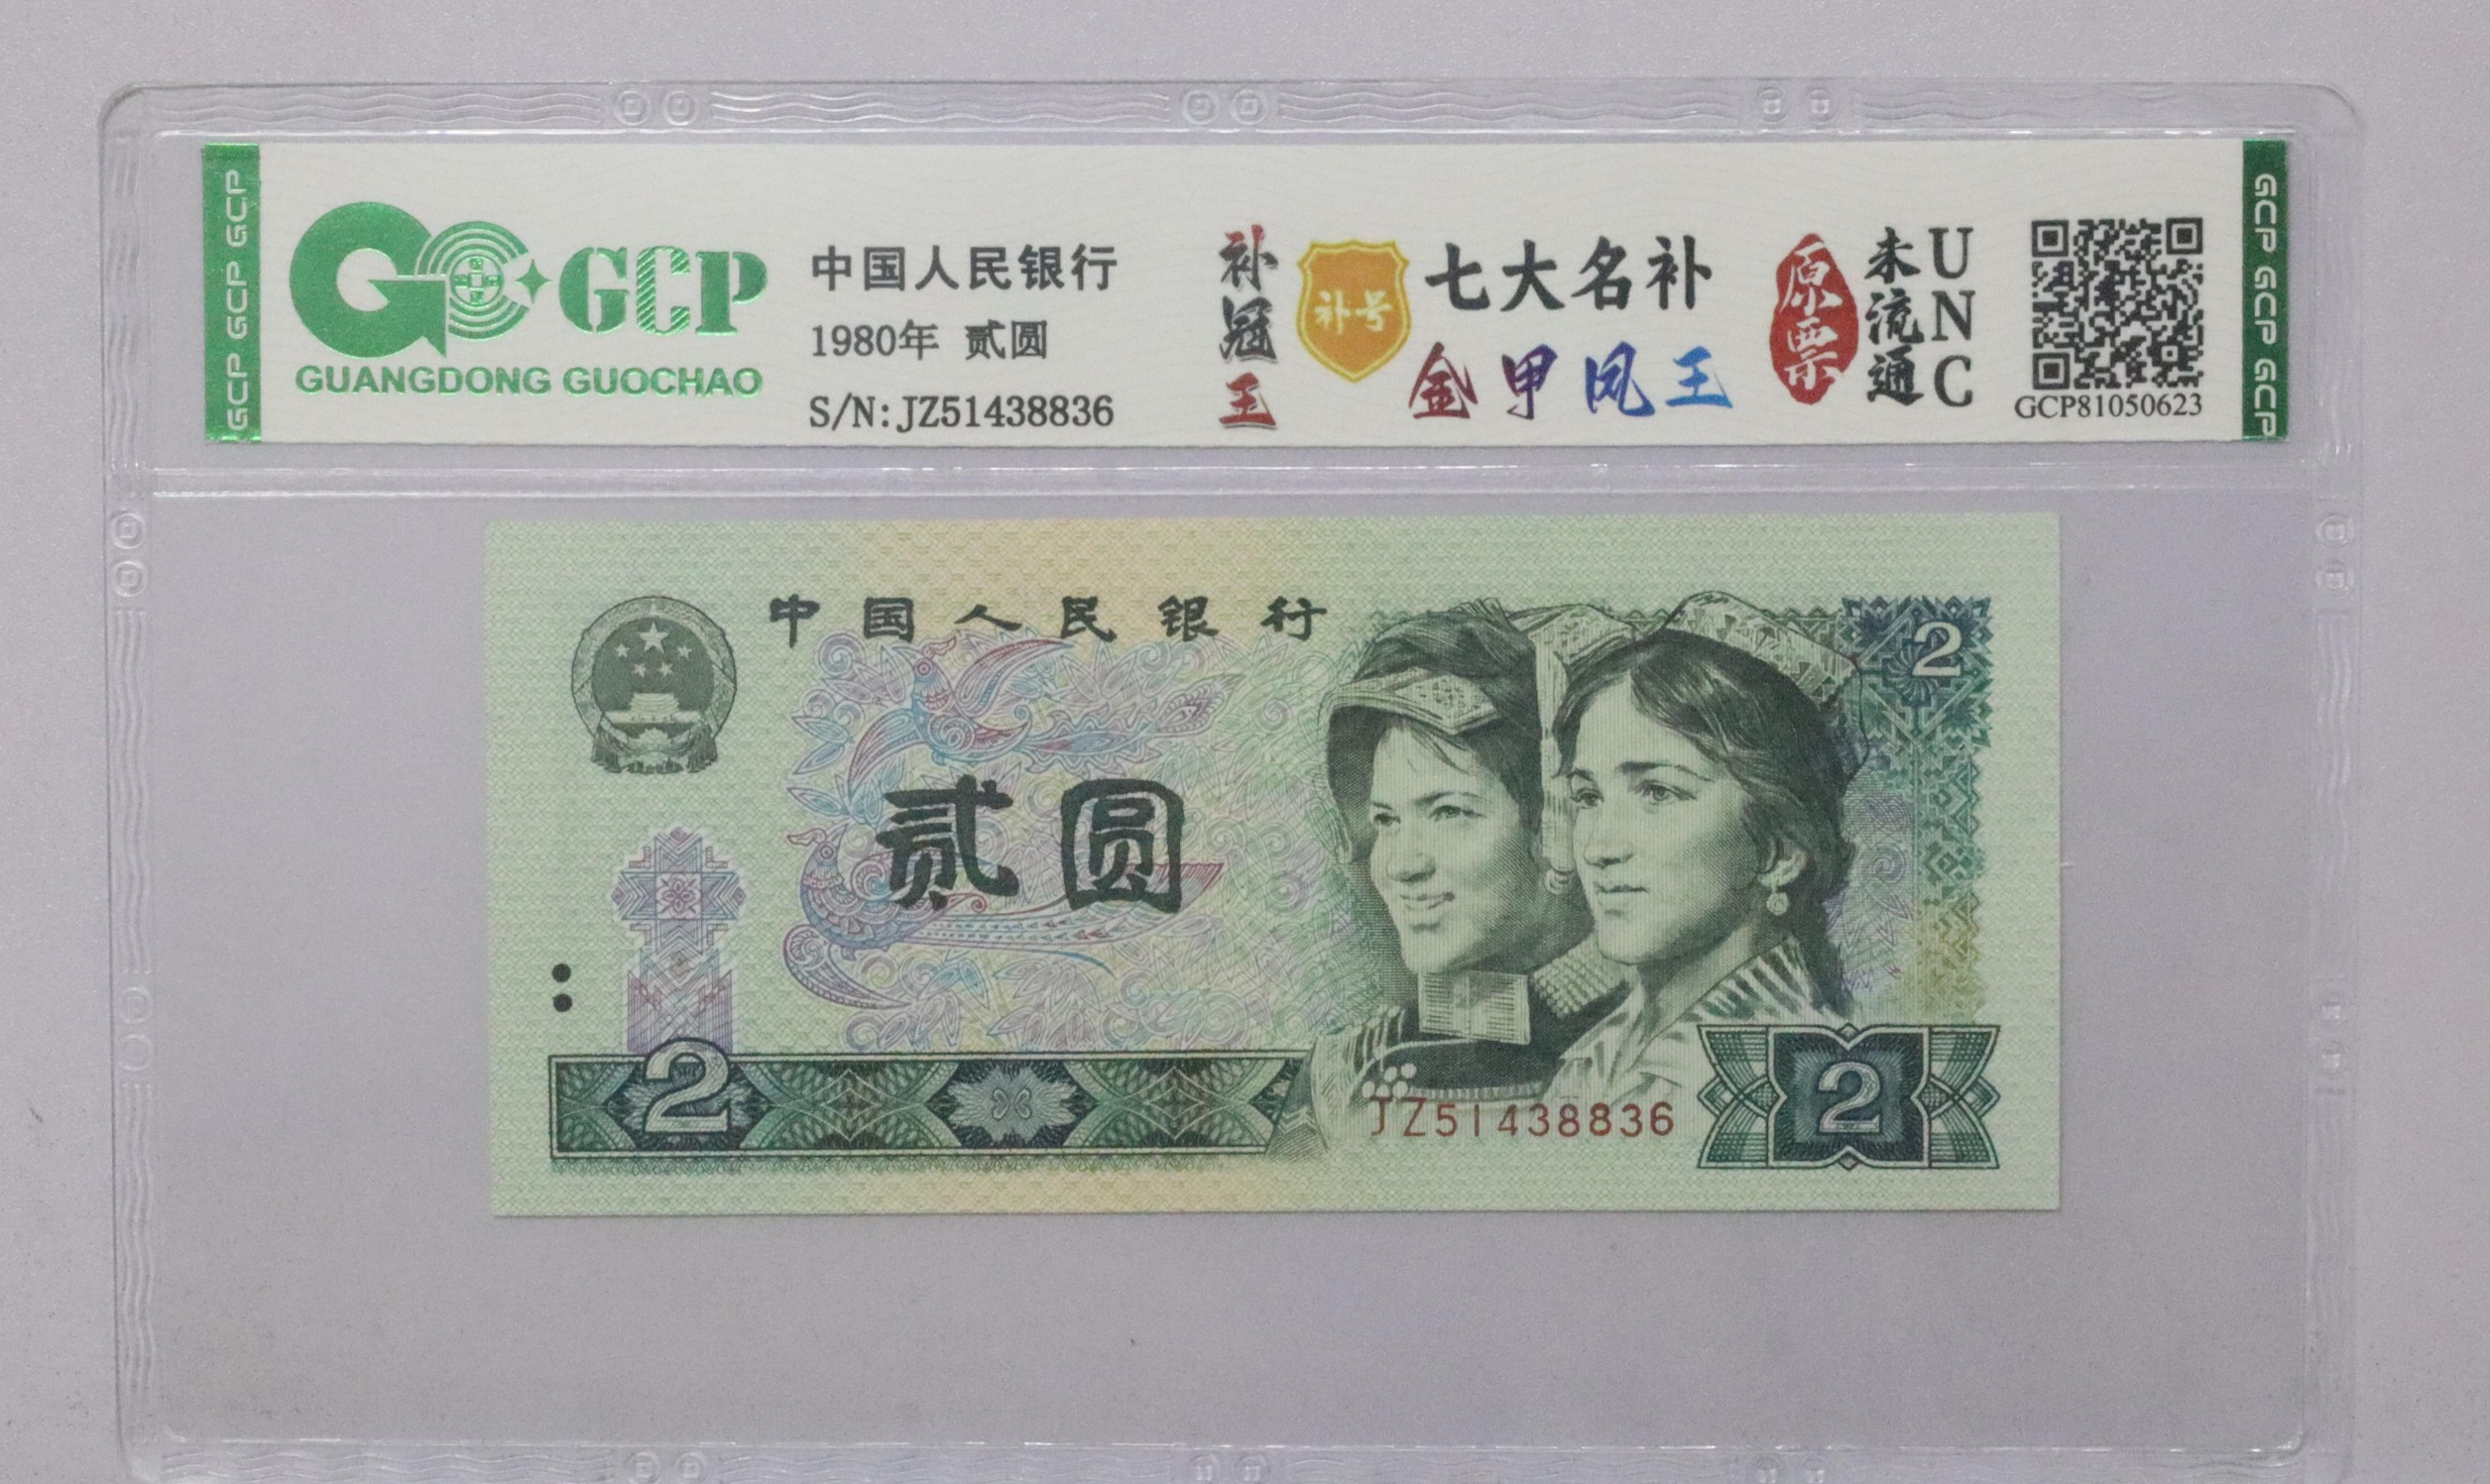 GCP GCP GCP
GCP
GUANGDONG GUOCHAO
中国人民银行
1980年 贰圆
S/N:JZ51438836
补冠王
补号
七大名补
金甲凤王
原票
未流通
UNC
GCP81050623
GCP GCP GCP
中国人民银行
2
贰圆
2
JZ51438836
2